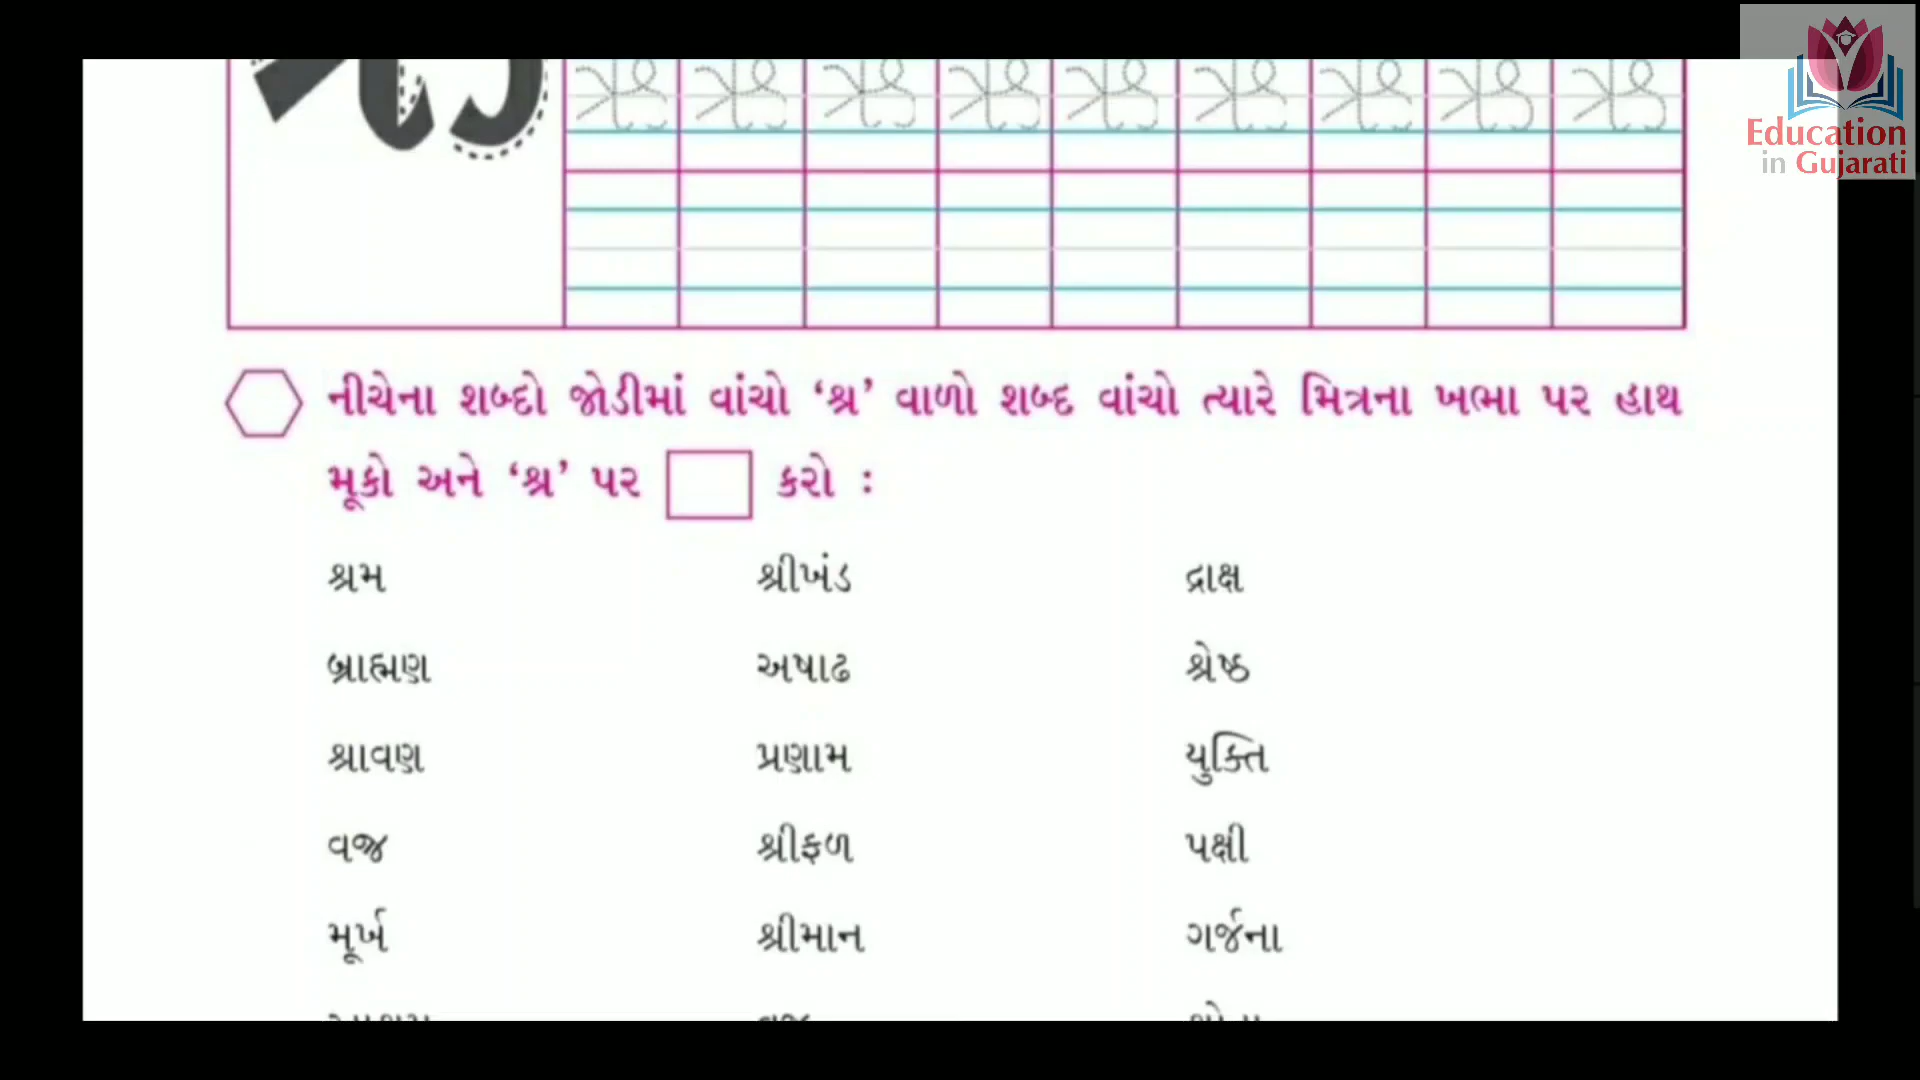 Education
in Gujarati
નીચેના શબ્દો જોડીમાં વાંચો ‘શ્ર’ વાળો શબ્દ વાંચો ત્યારે મિત્રના ખભા પર હાથ
મૂકો અને ‘શ્ર’ પર કરો :
શ્રમ શ્રીખંડ દ્રાક્ષ
બ્રાહ્મણ અષાઢ શ્રેષ્ઠ
શ્રાવણ પ્રણામ યુક્તિ
વજ્ર શ્રીફળ પક્ષી
મૂર્ખ શ્રીમાન ગર્જના